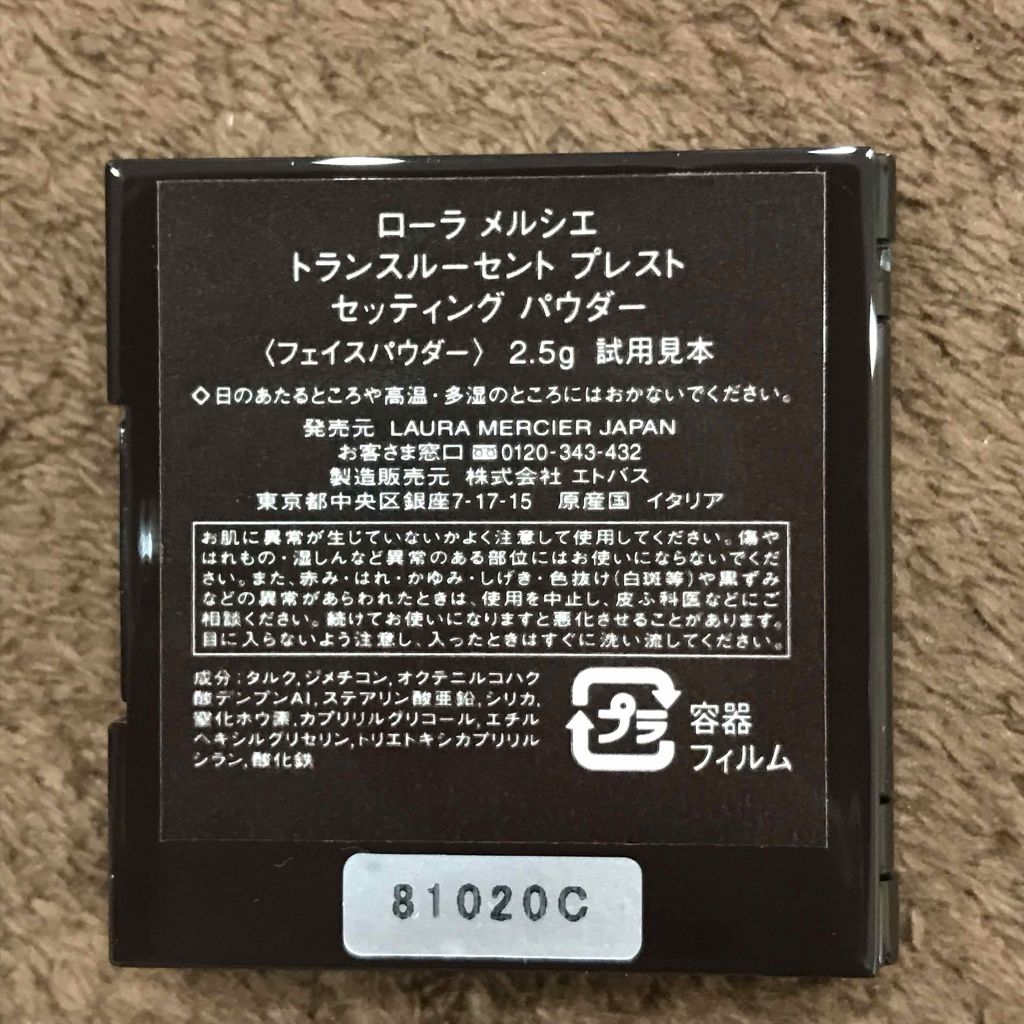 ローラ メルシエ
トランスルーセント プレスト
セッティング パウダー
〈フェイスパウダー〉 2.5g 試用見本
◇日のあたるところや高温・多湿のところにはおかないでください。
発売元 LAURA MERCIER JAPAN
お客さま窓口 0120-343-432
製造販売元 株式会社 エトバス
東京都中央区銀座7-17-15 原産国 イタリア
お肌に異常が生じていないかよく注意して使用してください。傷や
はれもの・湿しんなど異常のある部位にはお使いにならないでくだ
さい。また、赤み・はれ・かゆみ・しげき・色抜け(白斑等)や黒ずみ
などの異常があらわれたときは、使用を中止し、皮ふ科医などにご
相談ください。続けてお使いになりますと悪化させることがあります。
目に入らないよう注意し、入ったときはすぐに洗い流してください。
成分:タルク,ジメチコン,オクテニルコハク
酸デンプンAl,ステアリン酸亜鉛,シリカ,
窒化ホウ素,カプリリルグリコール,エチル
ヘキシルグリセリン,トリエトキシカプリリル
シラン,酸化鉄
プラ
容器
フィルム
81020C